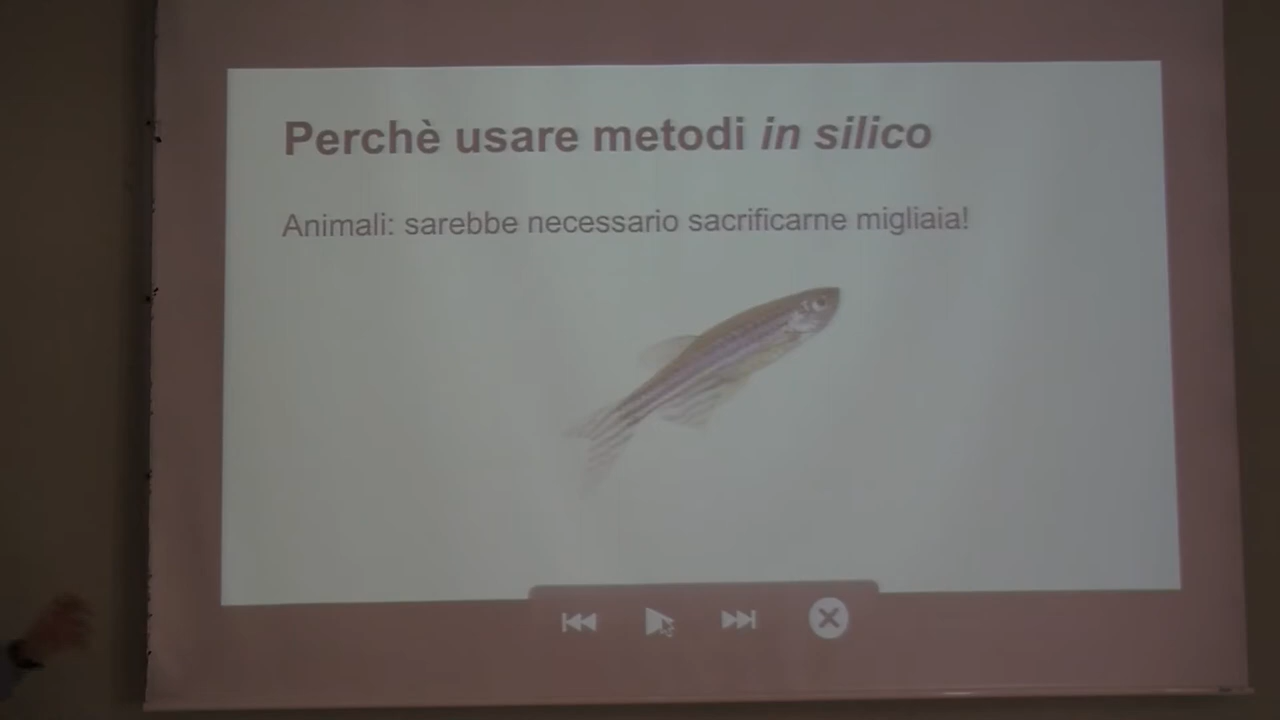 Perchè usare metodi in silico
Animali: sarebbe necessario sacrificarne migliaia!